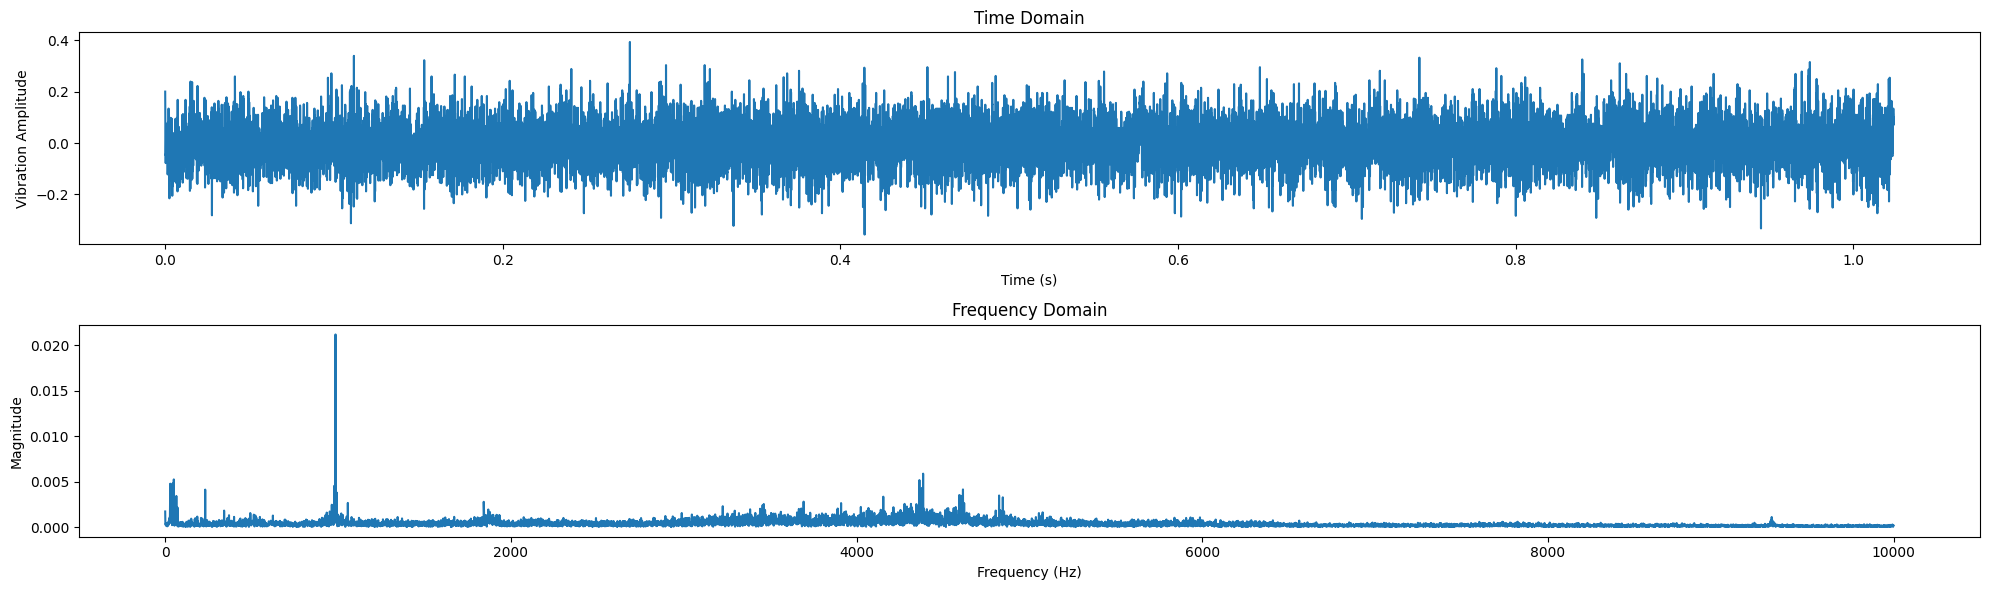 Time Domain
Vibration Amplitude
0.4
0.2
0.0
−0.2
0.0 0.2 0.4 0.6 0.8 1.0
Time (s)
Frequency Domain
Magnitude
0.020
0.015
0.010
0.005
0.000
0 2000 4000 6000 8000 10000
Frequency (Hz)